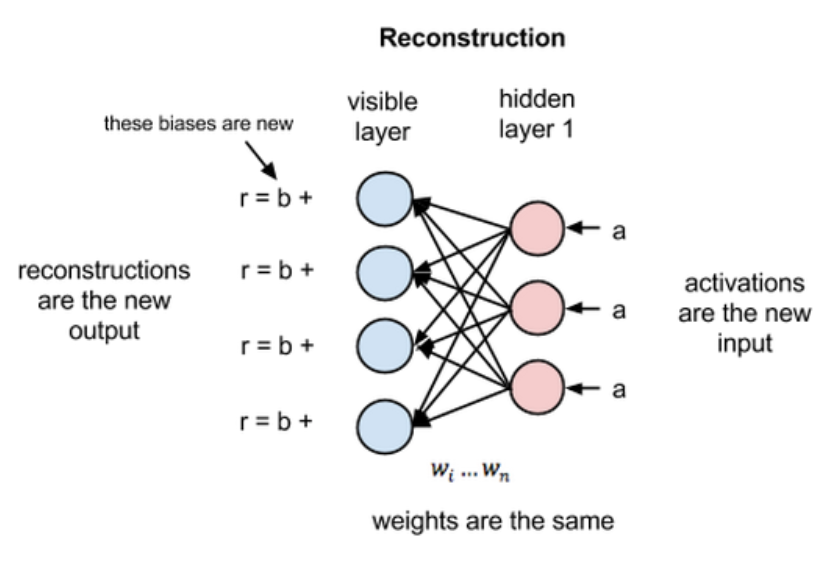 Reconstruction
visible
layer
hidden
layer 1
these biases are new
r = b +
a
r = b +
reconstructions
are the new
output
activations
are the new
input
a
r = b +
a
r = b +
wᵢ ... wₙ
weights are the same